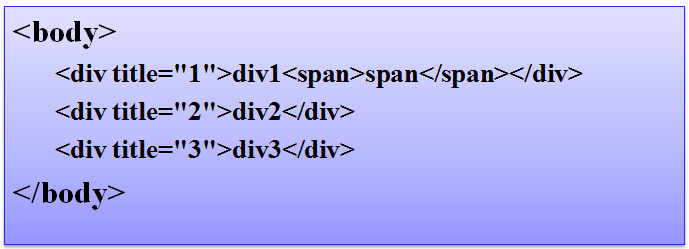 <body>
<div title="1">div1<span>span</span></div>
<div title="2">div2</div>
<div title="3">div3</div>
</body>